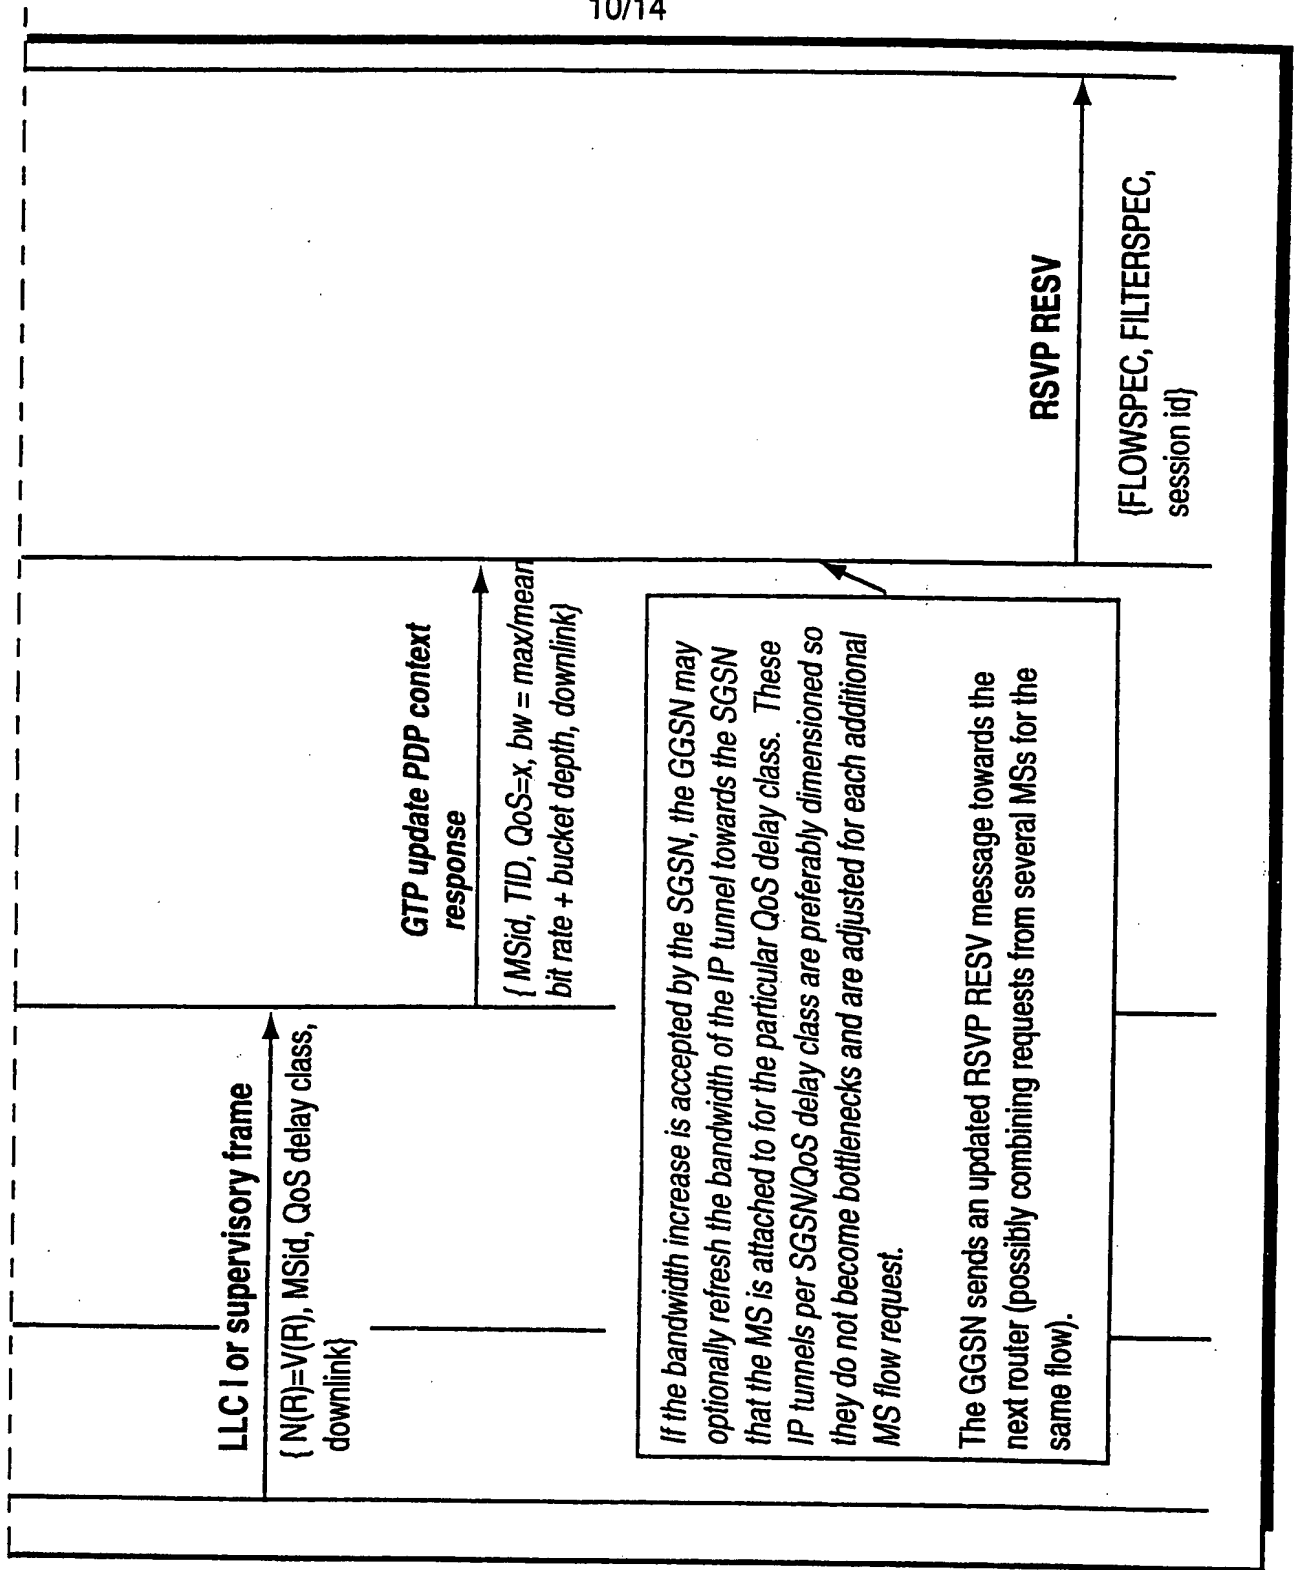 10/14
LLC I or supervisory frame
{ N(R)=V(R), MSid, QoS delay class,
downlink}
GTP update PDP context
response
{ MSid, TID, QoS=x, bw = max/mean
bit rate + bucket depth, downlink}
If the bandwidth increase is accepted by the SGSN, the GGSN may
optionally refresh the bandwidth of the IP tunnel towards the SGSN
that the MS is attached to for the particular QoS delay class. These
IP tunnels per SGSN/QoS delay class are preferably dimensioned so
they do not become bottlenecks and are adjusted for each additional
MS flow request.
The GGSN sends an updated RSVP RESV message towards the
next router (possibly combining requests from several MSs for the
same flow).
RSVP RESV
{FLOWSPEC, FILTERSPEC,
session id}